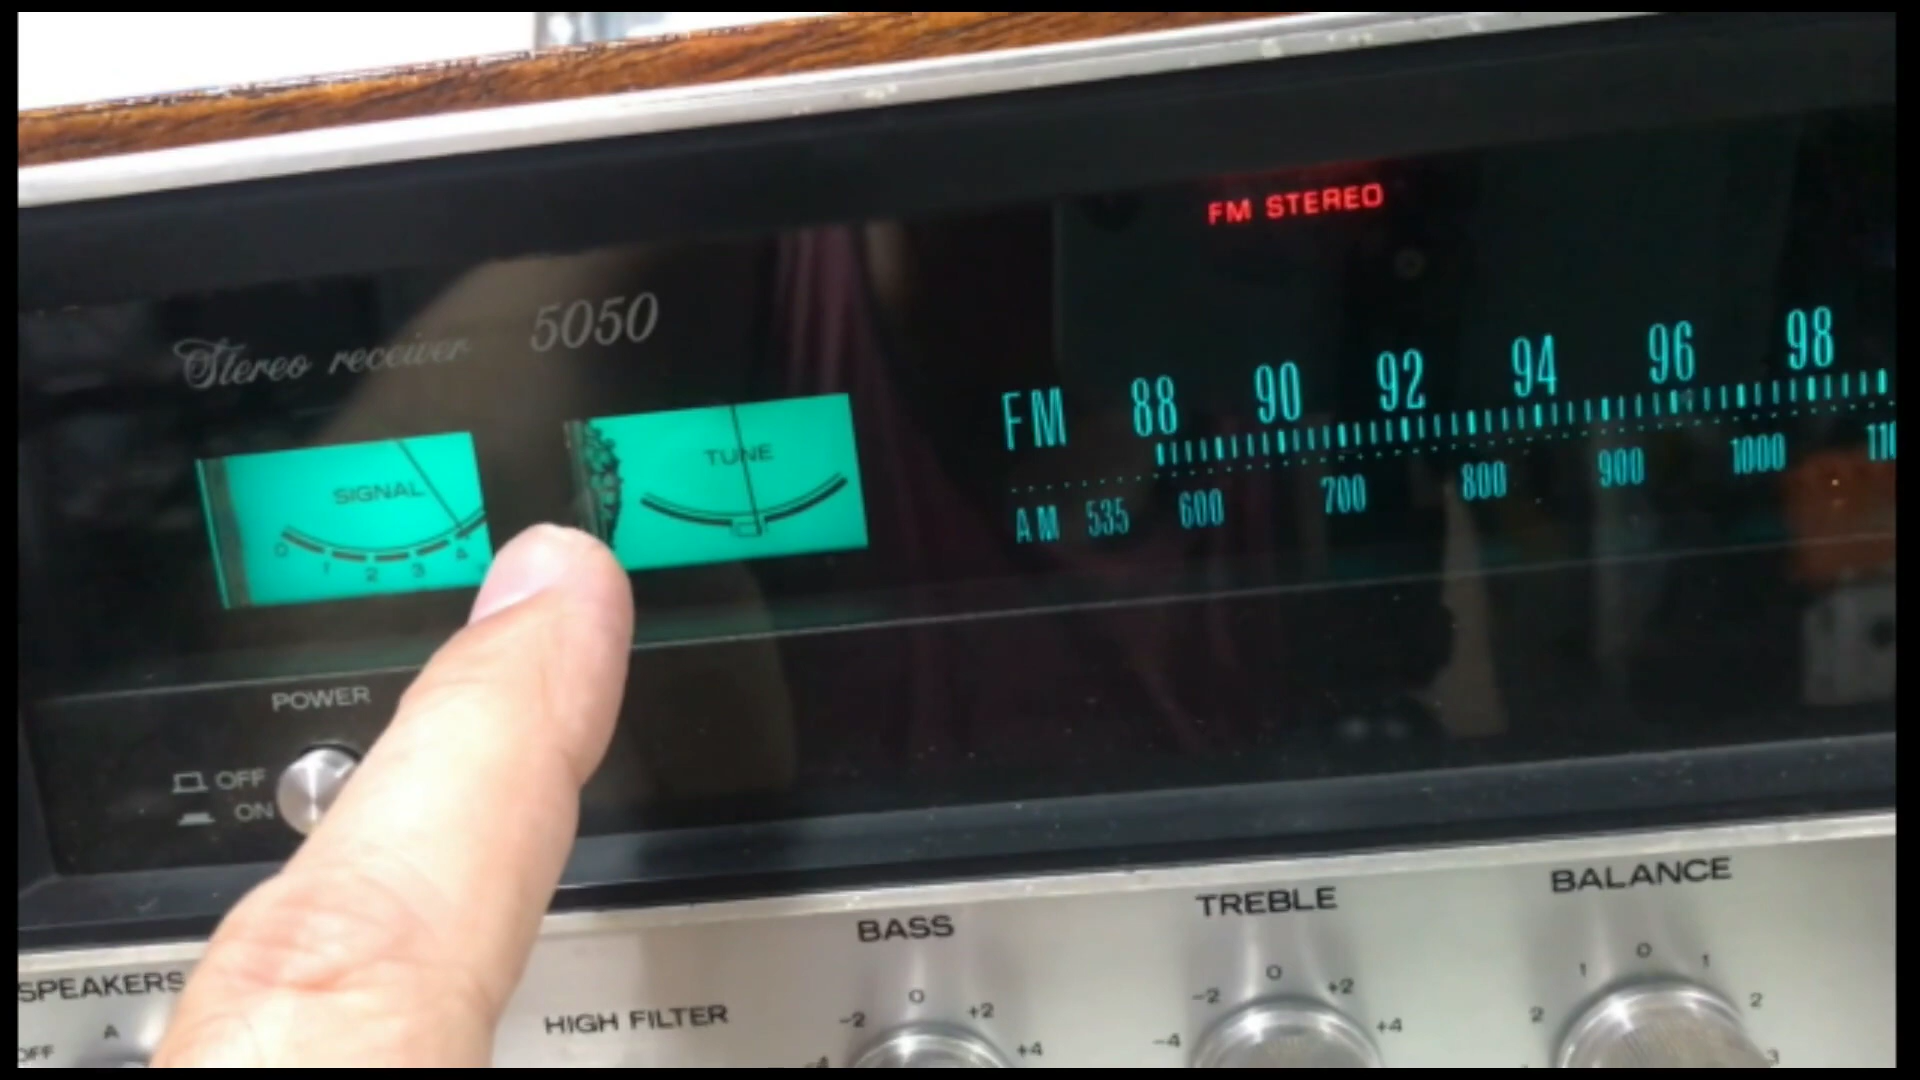 FM STEREO
Stereo receiver 5050
SIGNAL
0 1 2 3 4
TUNE
FM 88 90 92 94 96 98
AM 535 600 700 800 900 1000
POWER
OFF
ON
SPEAKERS
A
OFF
HIGH FILTER
BASS
-4 -2 0 +2 +4
TREBLE
-4 -2 0 +2 +4
BALANCE
2 1 0 1 2 3